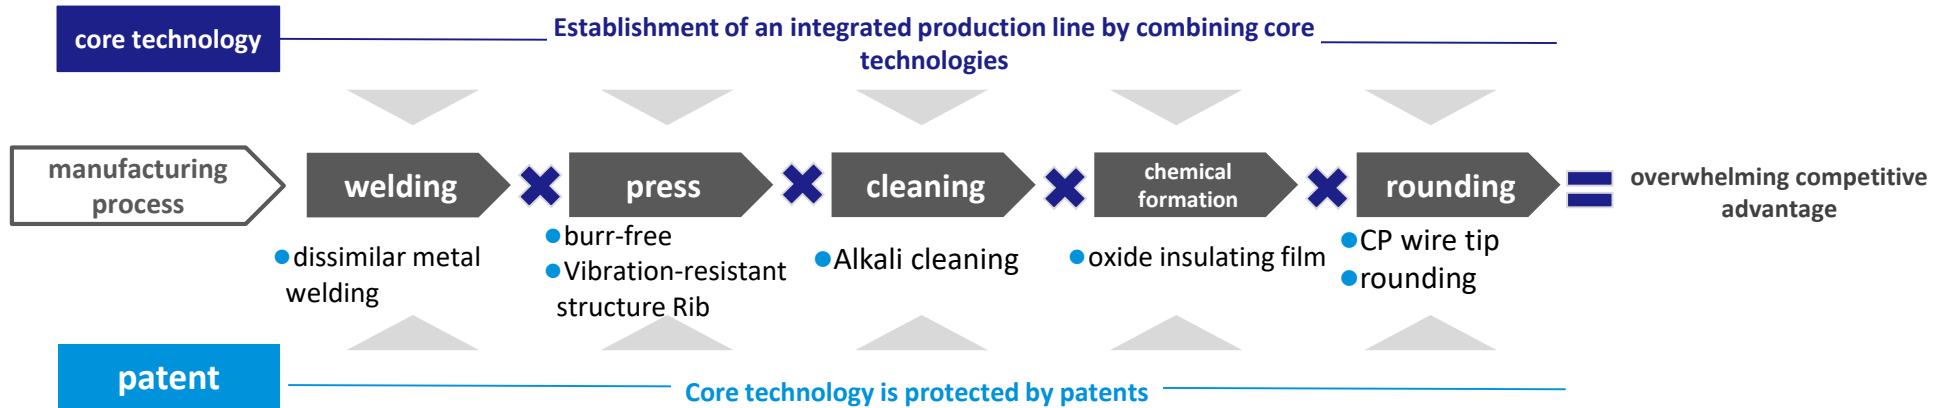 core technology
Establishment of an integrated production line by combining core
technologies
manufacturing
process
welding
press
cleaning
chemical
formation
rounding
overwhelming competitive
advantage
●dissimilar metal
welding
●burr-free
●Vibration-resistant
structure Rib
●Alkali cleaning
●oxide insulating film
●CP wire tip
●rounding
patent
Core technology is protected by patents